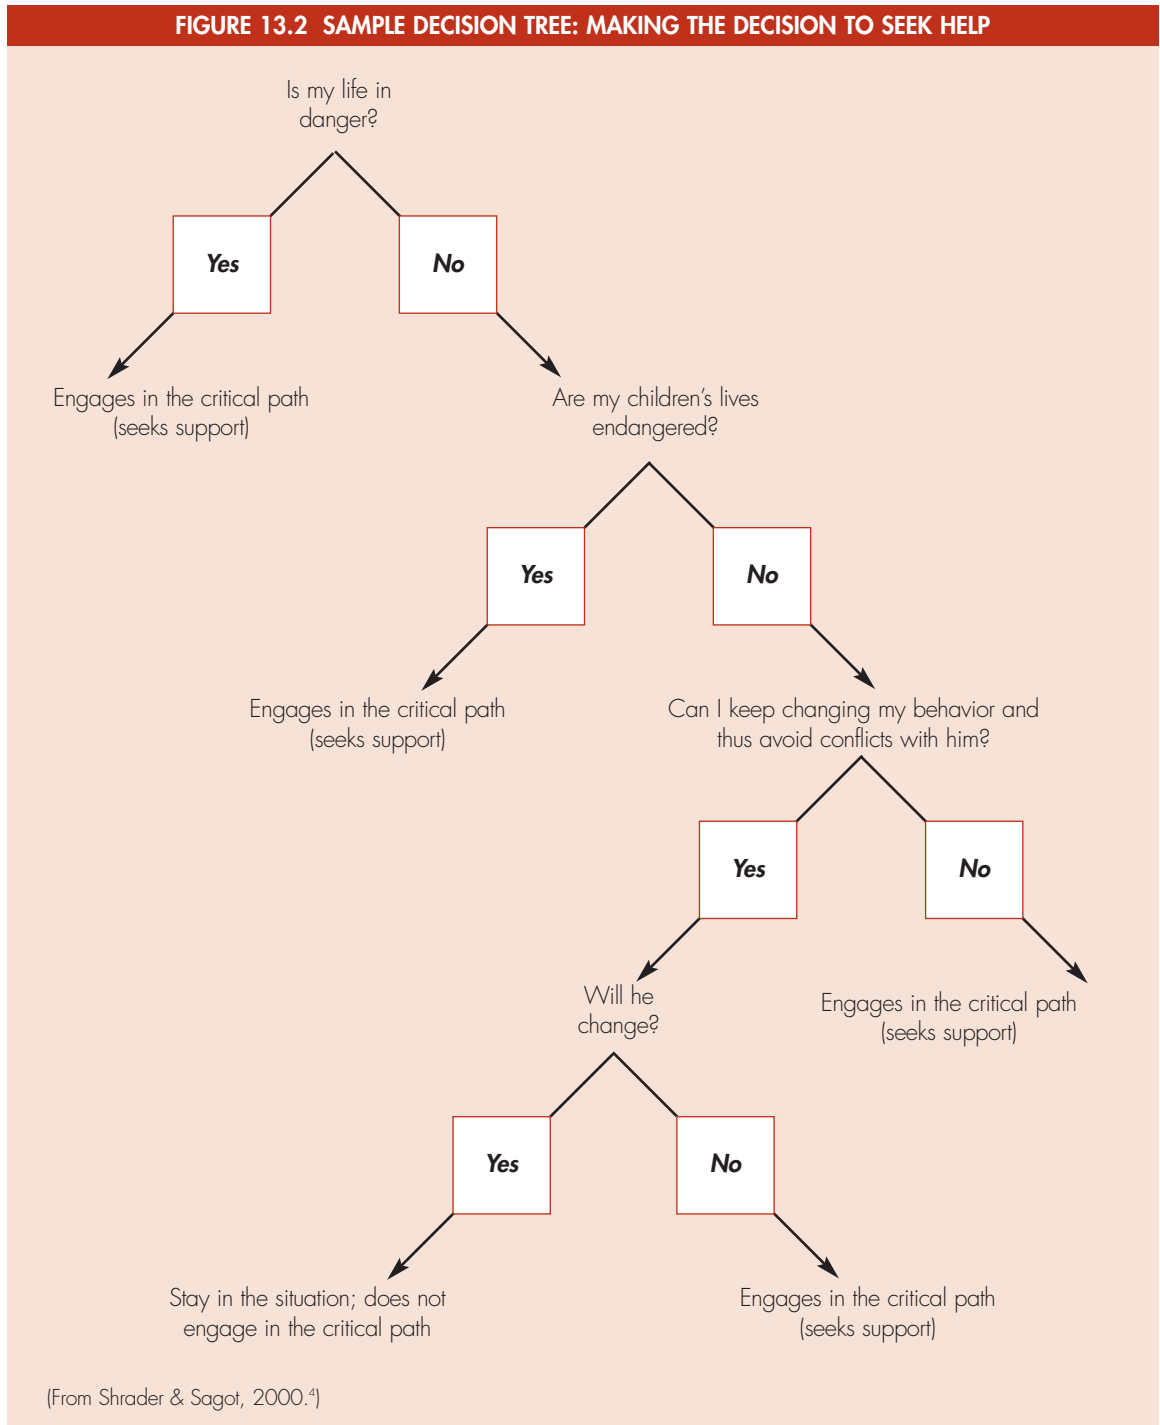 FIGURE 13.2 SAMPLE DECISION TREE: MAKING THE DECISION TO SEEK HELP
Is my life in
danger?
Yes
No
Engages in the critical path
(seeks support)
Are my children’s lives
endangered?
Yes
No
Engages in the critical path
(seeks support)
Can I keep changing my behavior and
thus avoid conflicts with him?
Yes
No
Will he
change?
Engages in the critical path
(seeks support)
Yes
No
Stay in the situation; does not
engage in the critical path
Engages in the critical path
(seeks support)
(From Shrader & Sagot, 2000.⁴)